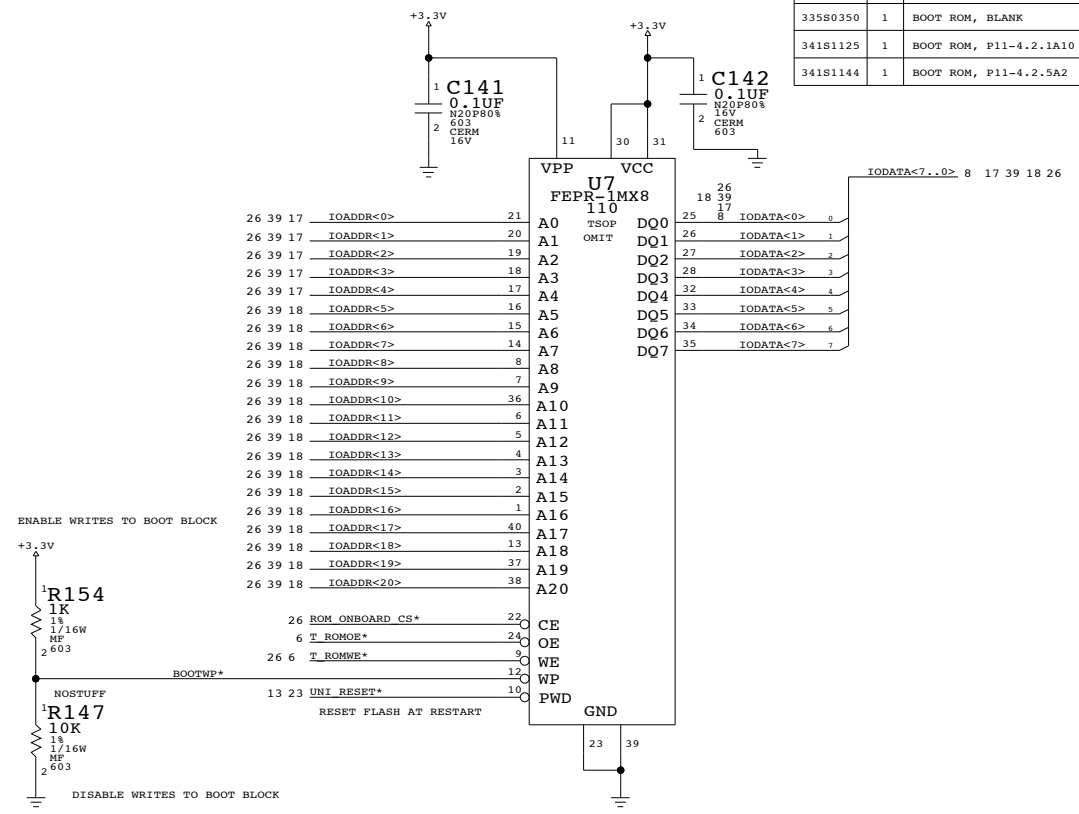 335S0350 1 BOOT ROM, BLANK
341S1125 1 BOOT ROM, P11-4.2.1A10
341S1144 1 BOOT ROM, P11-4.2.5A2
+3.3V
+3.3V
1 C141
0.1UF
N20P80%
603
2 CERM
16V
1 C142
0.1UF
N20P80%
16V
2 CERM
603
11 30 31
VPP VCC
U7
FEPR-1MX8
110
TSOP
OMIT
IODATA<7..0> 8 17 39 18 26
26
18 39
17
8
26 39 17 IOADDR<0> 21 A0
26 39 17 IOADDR<1> 20 A1
26 39 17 IOADDR<2> 19 A2
26 39 17 IOADDR<3> 18 A3
26 39 17 IOADDR<4> 17 A4
26 39 18 IOADDR<5> 16 A5
26 39 18 IOADDR<6> 15 A6
26 39 18 IOADDR<7> 14 A7
26 39 18 IOADDR<8> 8 A8
26 39 18 IOADDR<9> 7 A9
26 39 18 IOADDR<10> 36 A10
26 39 18 IOADDR<11> 6 A11
26 39 18 IOADDR<12> 5 A12
26 39 18 IOADDR<13> 4 A13
26 39 18 IOADDR<14> 3 A14
26 39 18 IOADDR<15> 2 A15
26 39 18 IOADDR<16> 1 A16
26 39 18 IOADDR<17> 40 A17
26 39 18 IOADDR<18> 13 A18
26 39 18 IOADDR<19> 37 A19
26 39 18 IOADDR<20> 38 A20
DQ0 25 IODATA<0> 0
DQ1 26 IODATA<1> 1
DQ2 27 IODATA<2> 2
DQ3 28 IODATA<3> 3
DQ4 32 IODATA<4> 4
DQ5 33 IODATA<5> 5
DQ6 34 IODATA<6> 6
DQ7 35 IODATA<7> 7
26 ROM_ONBOARD_CS* 22 CE
6 T_ROMOE* 24 OE
26 6 T_ROMWE* 9 WE
BOOTWP* 12 WP
13 23 UNI_RESET* 10 PWD
RESET FLASH AT RESTART
GND
23 39
ENABLE WRITES TO BOOT BLOCK
+3.3V
1 R154
1K
1%
1/16W
MF
2 603
NOSTUFF
1 R147
10K
1%
1/16W
MF
2 603
DISABLE WRITES TO BOOT BLOCK